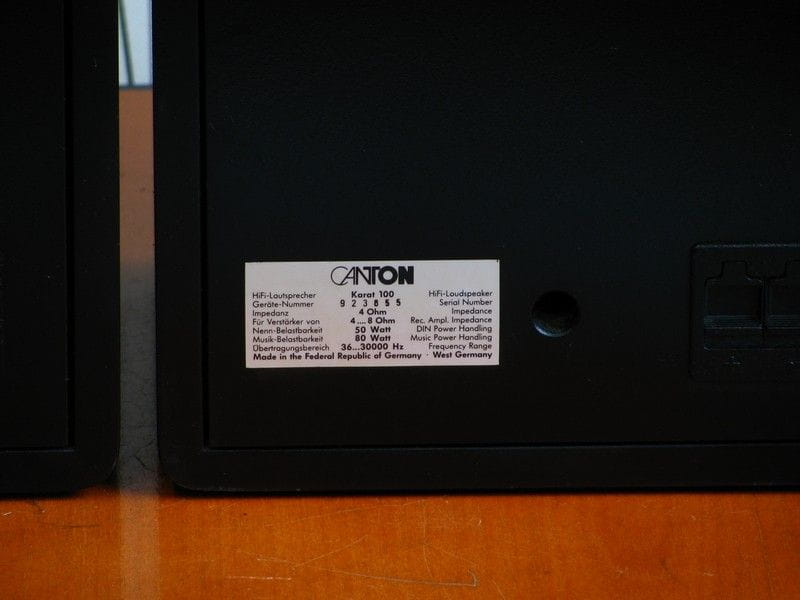 CANTON
HiFi-Lautsprecher Karat 100 HiFi-Loudspeaker
Geräte-Nummer 923655 Serial Number
Impedanz 4 Ohm Impedance
Für Verstärker von 4....8 Ohm Rec. Ampl. Impedance
Nenn-Belastbarkeit 50 Watt DIN Power Handling
Musik-Belastbarkeit 80 Watt Music Power Handling
Übertragungsbereich 36...30000 Hz Frequency Range
Made in the Federal Republic of Germany · West Germany